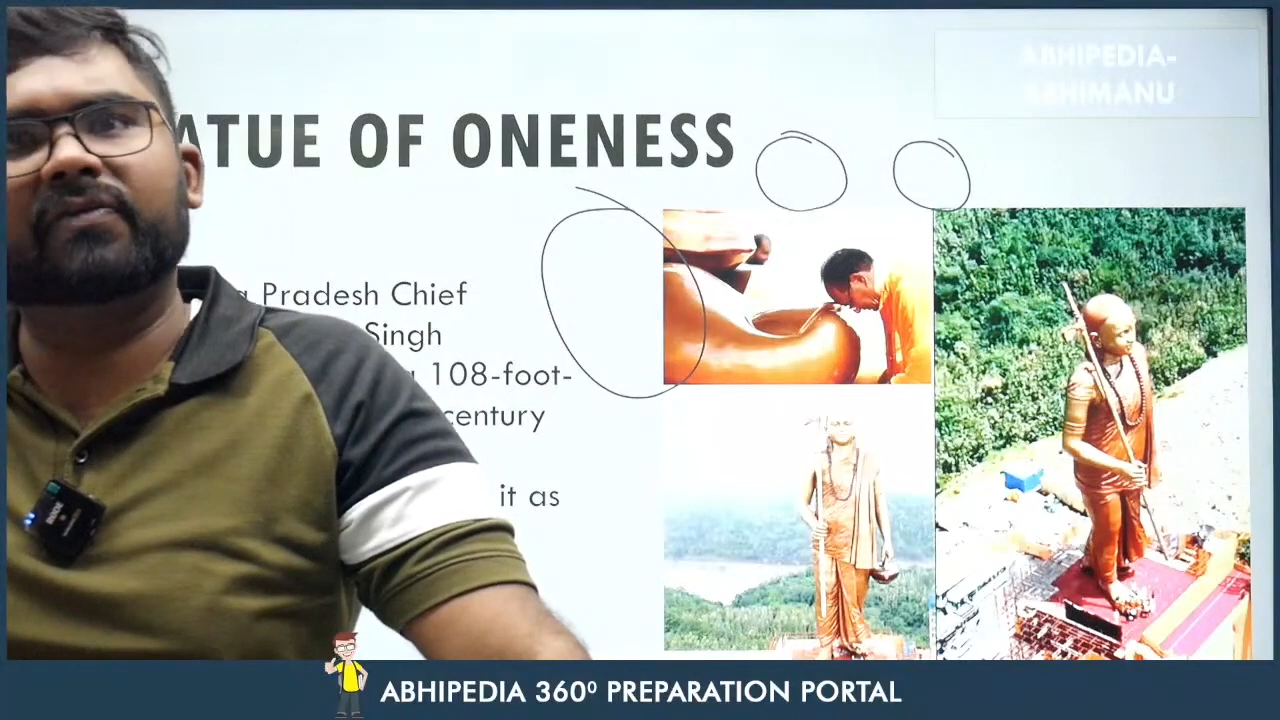 ABHIPEDIA-
ABHIMANU
ATUE OF ONENESS
a Pradesh Chief
Singh
108-foot-
century
it as
ABHIPEDIA 360⁰ PREPARATION PORTAL